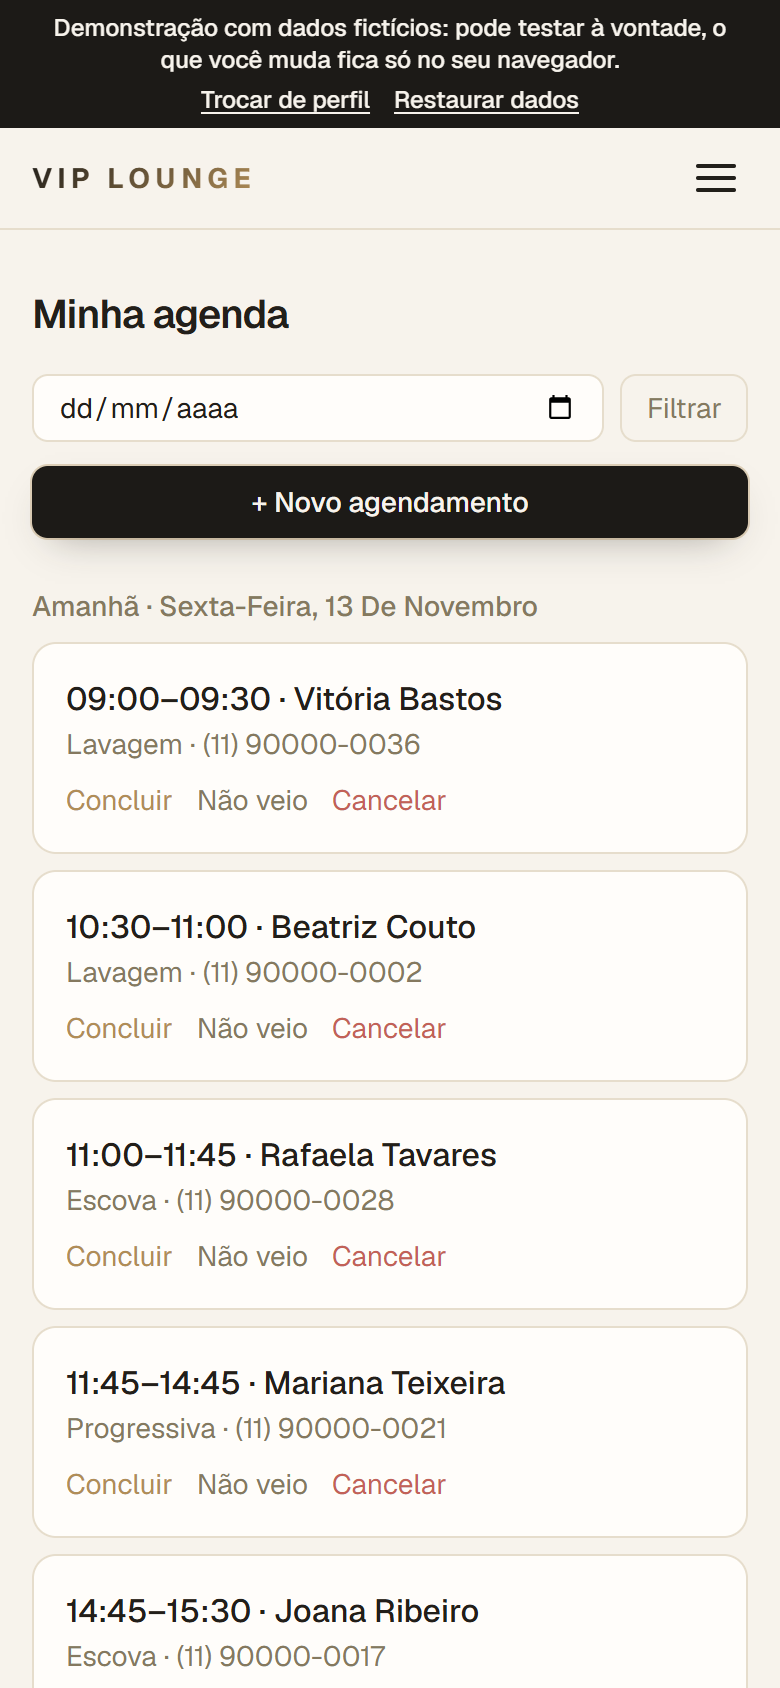 Demonstração com dados fictícios: pode testar à vontade, o
que você muda fica só no seu navegador.
Trocar de perfil Restaurar dados
VIP LOUNGE
Minha agenda
dd/mm/aaaa Filtrar
+ Novo agendamento
Amanhã · Sexta-Feira, 13 De Novembro
09:00–09:30 · Vitória Bastos
Lavagem · (11) 90000-0036
Concluir Não veio Cancelar
10:30–11:00 · Beatriz Couto
Lavagem · (11) 90000-0002
Concluir Não veio Cancelar
11:00–11:45 · Rafaela Tavares
Escova · (11) 90000-0028
Concluir Não veio Cancelar
11:45–14:45 · Mariana Teixeira
Progressiva · (11) 90000-0021
Concluir Não veio Cancelar
14:45–15:30 · Joana Ribeiro
Escova · (11) 90000-0017